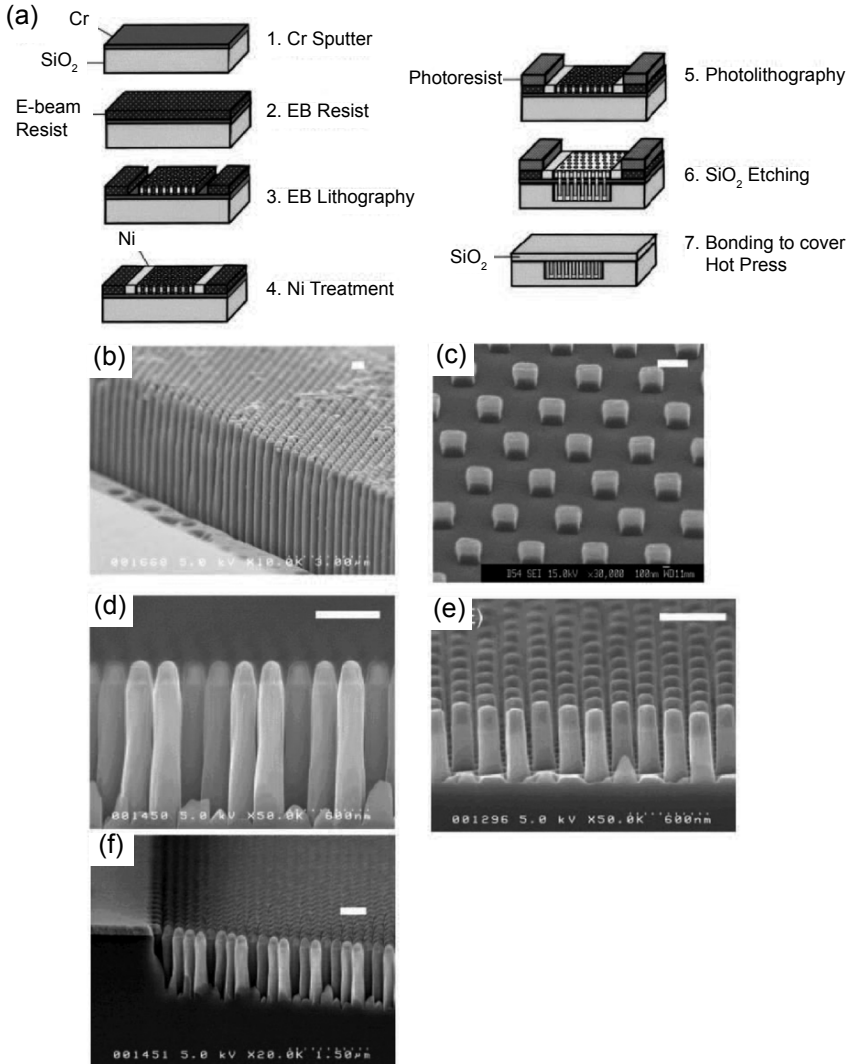 (a)
Cr
SiO2
1. Cr Sputter
E-beam
Resist
2. EB Resist
3. EB Lithography
Ni
4. Ni Treatment
Photoresist
5. Photolithography
6. SiO2 Etching
SiO2
7. Bonding to cover
Hot Press
(b)
001660 5.0 kV X10.0K 3.00µm
(c)
D54 SEI 15.0kV x30,000 100nm WD11mm
(d)
001450 5.0 kV X50.0K 600nm
(e)
001296 5.0 kV X50.0K 600nm
(f)
001451 5.0 kV X20.0K 1.50µm